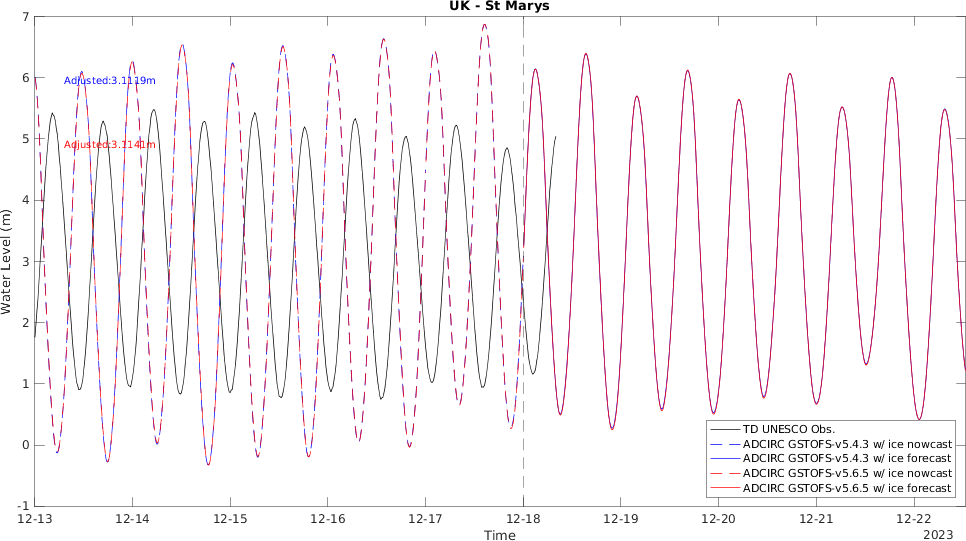 UK - St Marys
7
6
5
4
3
2
1
0
-1
Water Level (m)
Adjusted:3.1119m
Adjusted:3.1141m
TD UNESCO Obs.
ADCIRC GSTOFS-v5.4.3 w/ ice nowcast
ADCIRC GSTOFS-v5.4.3 w/ ice forecast
ADCIRC GSTOFS-v5.6.5 w/ ice nowcast
ADCIRC GSTOFS-v5.6.5 w/ ice forecast
12-13 12-14 12-15 12-16 12-17 12-18 12-19 12-20 12-21 12-22
Time
2023